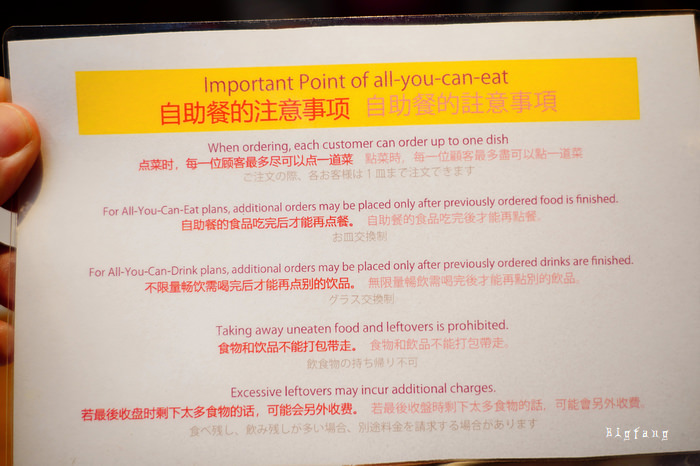 Important Point of all-you-can-eat
自助餐的注意事项 自助餐的註意事項
When ordering, each customer can order up to one dish
点菜时，每一位顾客最多尽可以点一道菜 點菜時，每一位顧客最多盡可以點一道菜
ご注文の際、各お客様は1皿まで注文できます
For All-You-Can-Eat plans, additional orders may be placed only after previously ordered food is finished.
自助餐的食品吃完后才能再点餐。 自助餐的食品吃完後才能再點餐。
お皿交換制
For All-You-Can-Drink plans, additional orders may be placed only after previously ordered drinks are finished.
不限量畅饮需喝完后才能再点别的饮品。 無限量暢飲需喝完後才能再點別的飲品。
グラス交換制
Taking away uneaten food and leftovers is prohibited.
食物和饮品不能打包带走。 食物和飲品不能打包帶走。
飲食物の持ち帰り不可
Excessive leftovers may incur additional charges.
若最後收盘时剩下太多食物的话，可能会另外收费。 若最後收盤時剩下太多食物的話，可能會另外收費。
食べ残し、飲み残しが多い場合、別途料金を請求する場合があります
Higfang